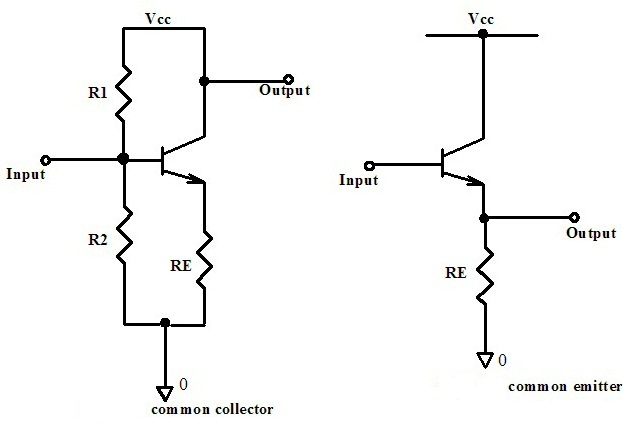 Vcc
R1
Output
Input
R2
RE
0
common collector
Vcc
Input
Output
RE
0
common emitter